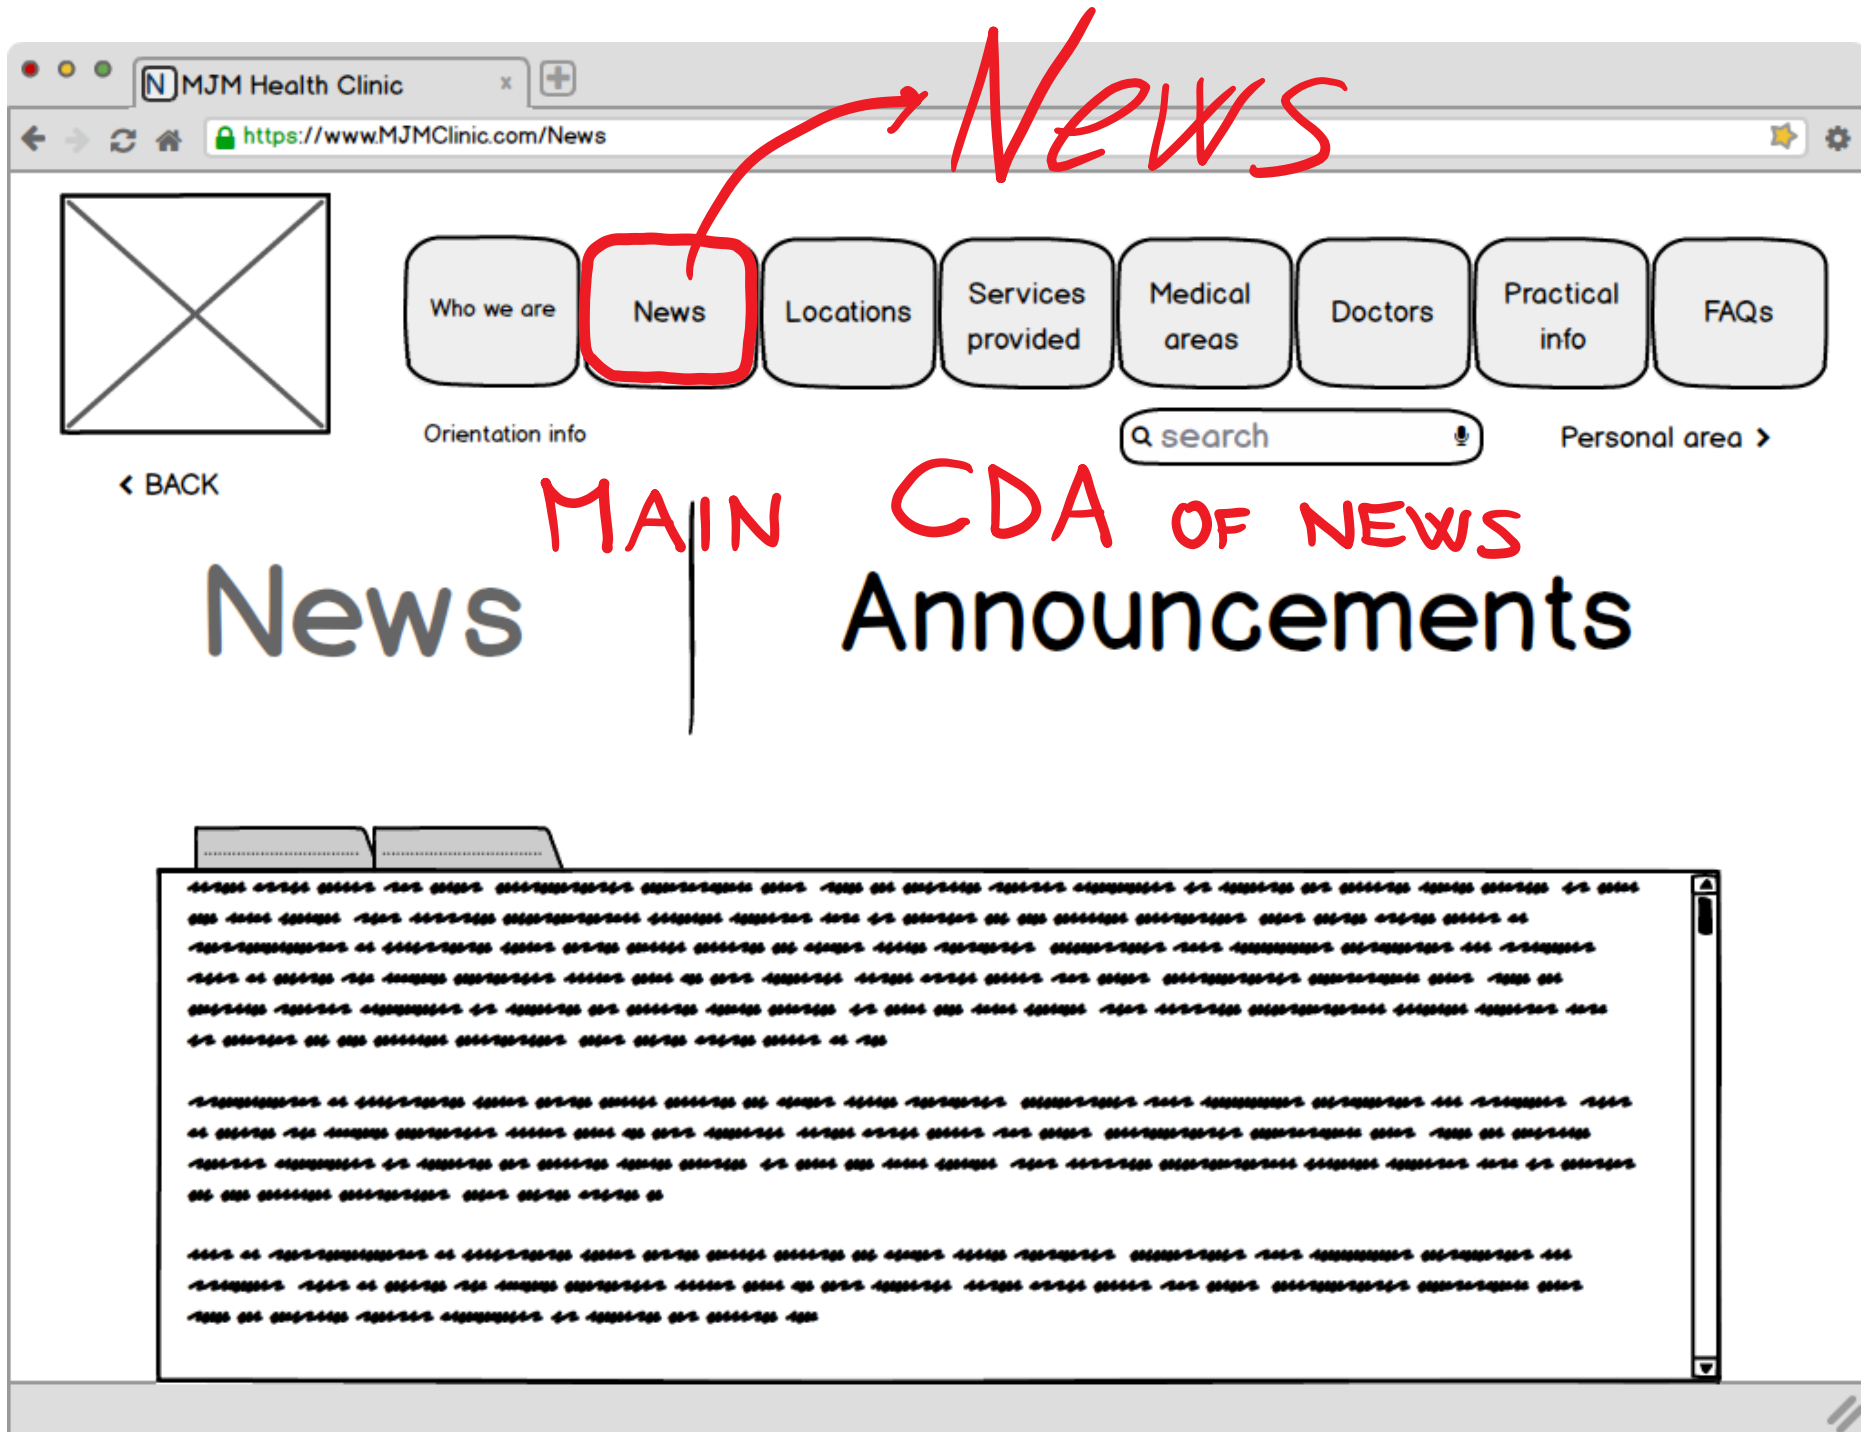 News
MJM Health Clinic
https://www.MJMClinic.com/News
Who we are
News
Locations
Services
provided
Medical
areas
Doctors
Practical
info
FAQs
Orientation info
search
Personal area
BACK
MAIN CDA OF NEWS
News
Announcements